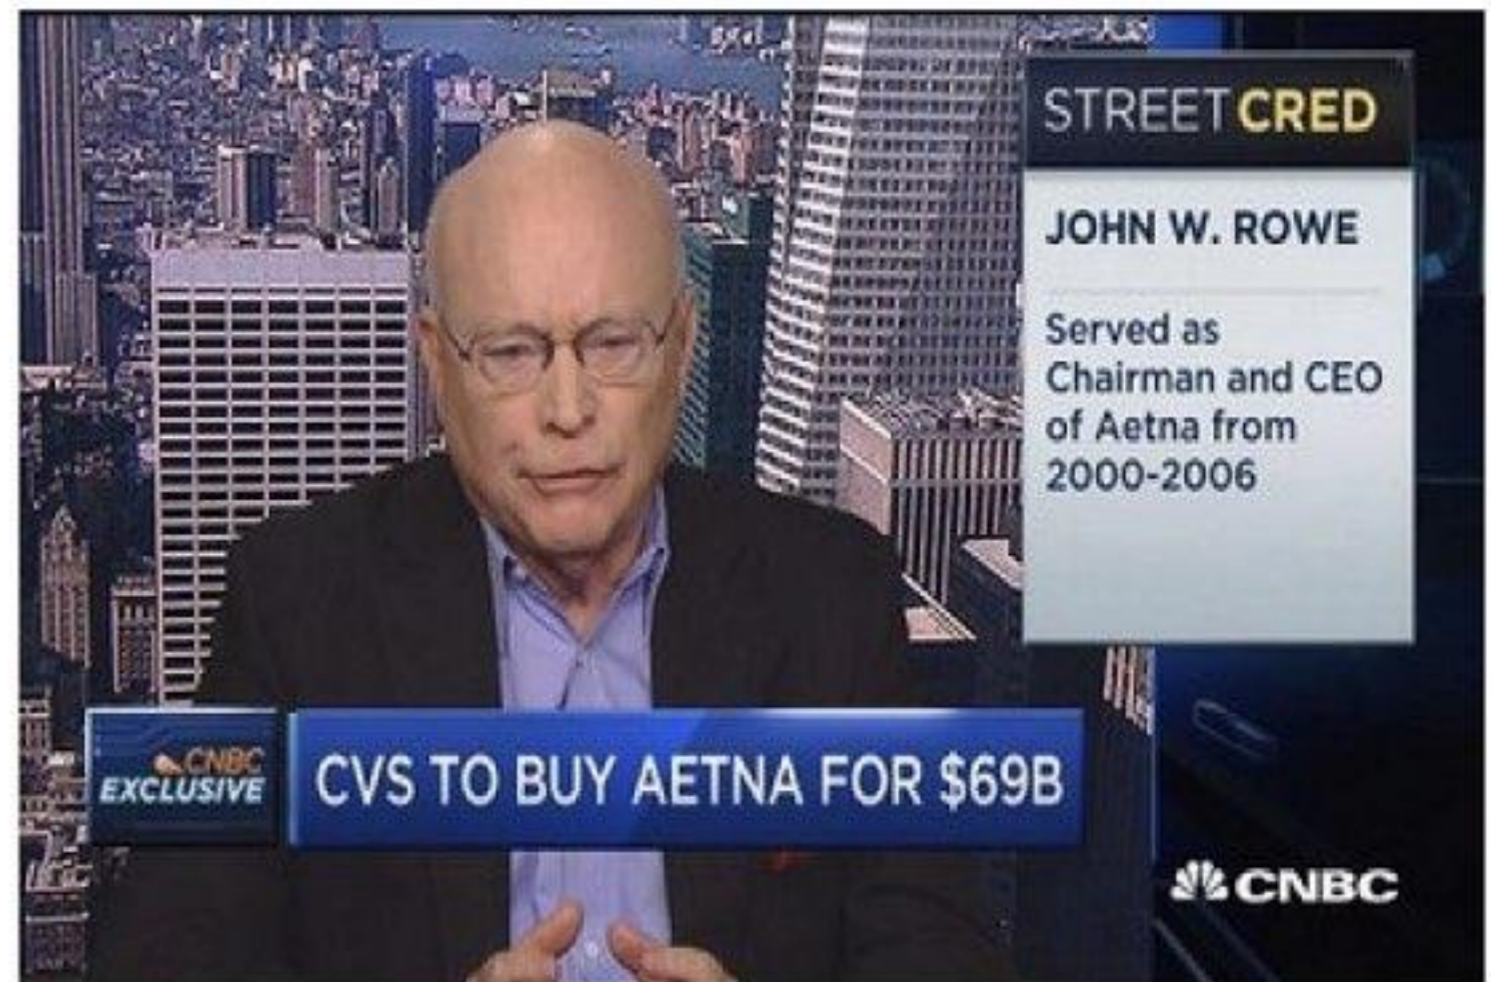 STREET CRED
JOHN W. ROWE
Served as
Chairman and CEO
of Aetna from
2000-2006
CNBC
EXCLUSIVE
CVS TO BUY AETNA FOR $69B
CNBC